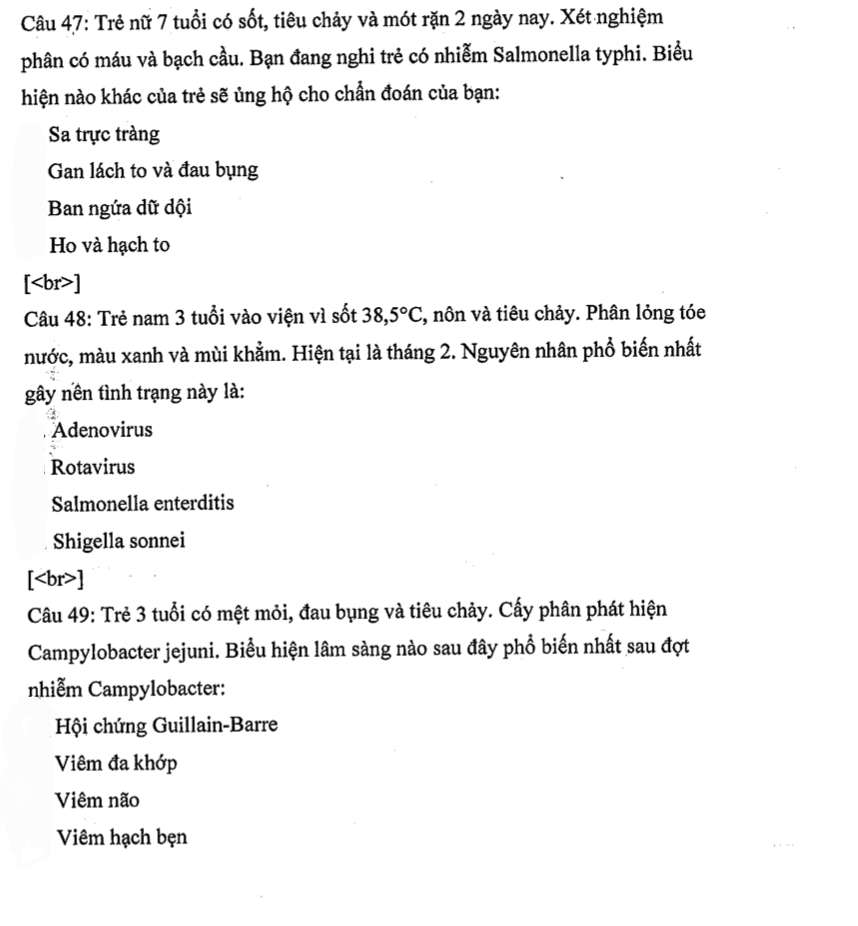 Câu 47: Trẻ nữ 7 tuổi có sốt, tiêu chảy và mót rặn 2 ngày nay. Xét nghiệm
phân có máu và bạch cầu. Bạn đang nghi trẻ có nhiễm Salmonella typhi. Biểu
hiện nào khác của trẻ sẽ ủng hộ cho chẩn đoán của bạn:
Sa trực tràng
Gan lách to và đau bụng
Ban ngứa dữ dội
Ho và hạch to
[<br>]
Câu 48: Trẻ nam 3 tuổi vào viện vì sốt 38,5°C, nôn và tiêu chảy. Phân lỏng tóe
nước, màu xanh và mùi khẳm. Hiện tại là tháng 2. Nguyên nhân phổ biến nhất
gây nên tình trạng này là:
Adenovirus
Rotavirus
Salmonella enterditis
Shigella sonnei
[<br>]
Câu 49: Trẻ 3 tuổi có mệt mỏi, đau bụng và tiêu chảy. Cấy phân phát hiện
Campylobacter jejuni. Biểu hiện lâm sàng nào sau đây phổ biến nhất sau đợt
nhiễm Campylobacter:
Hội chứng Guillain-Barre
Viêm đa khớp
Viêm não
Viêm hạch bẹn